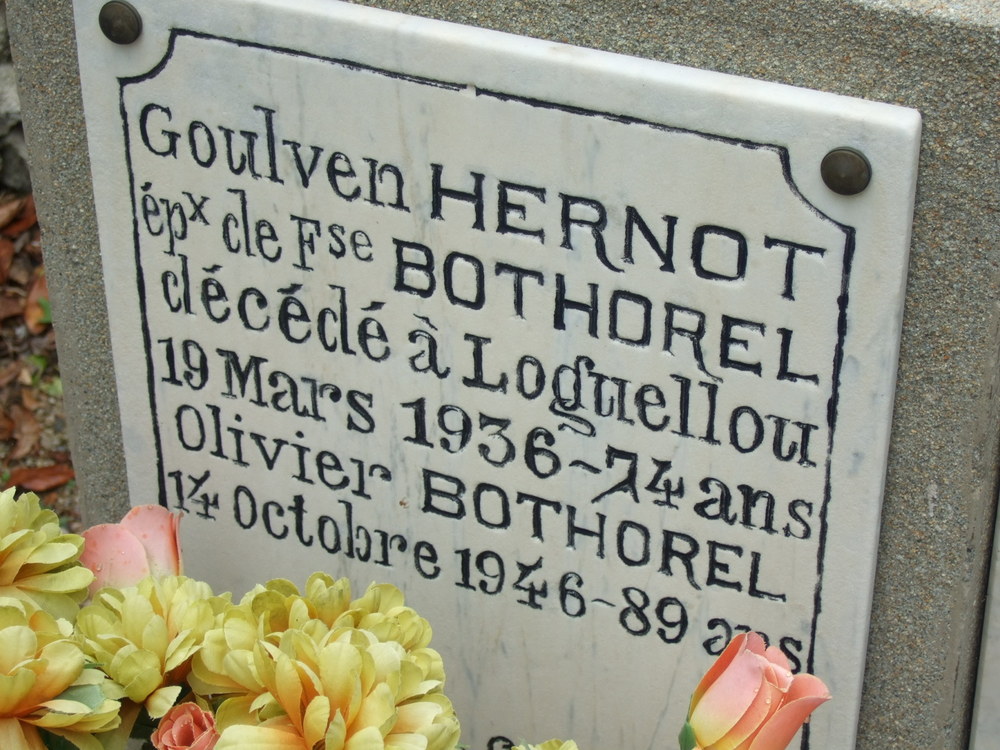 Goulven HERNOT
épx de Fse BOTHOREL
décédé à Loguellou
19 Mars 1936~74 ans
Olivier BOTHOREL
14 Octobre 1946-89 ans